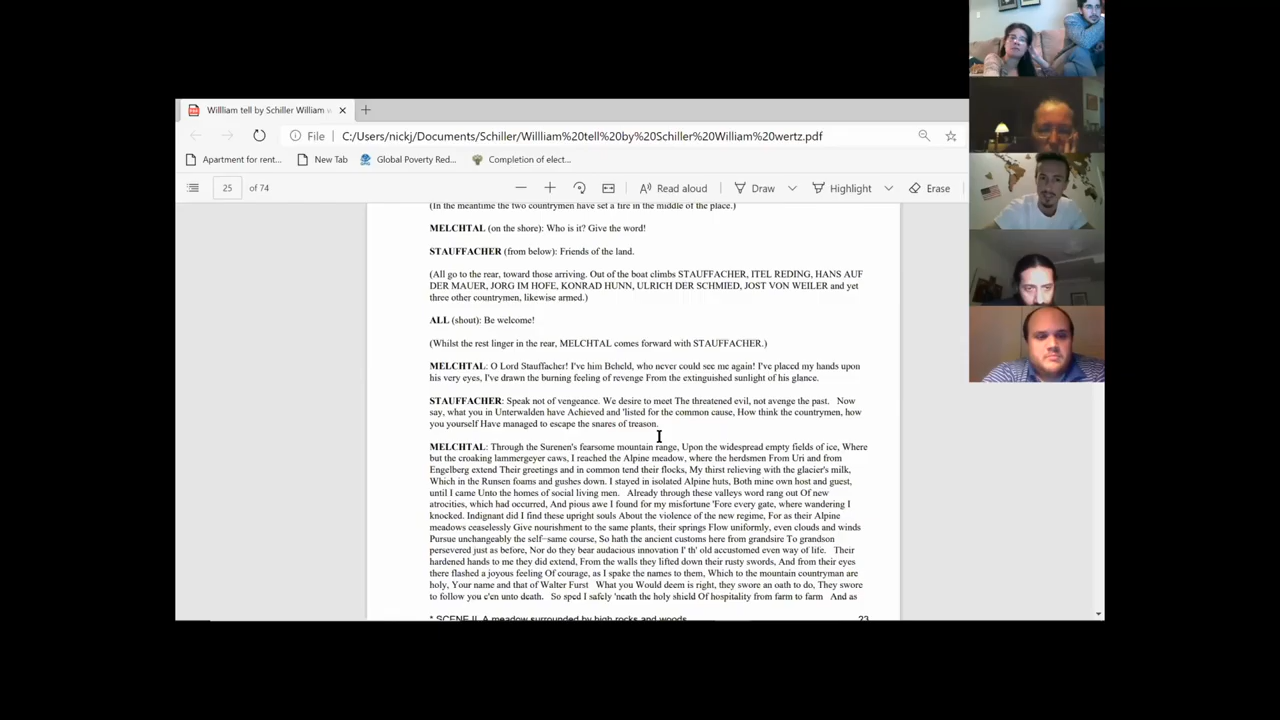 Willliam tell by Schiller William w
File
C:/Users/nickj/Documents/Schiller/Willliam%20tell%20by%20Schiller%20William%20wertz.pdf
Apartment for rent...
New Tab
Global Poverty Red...
Completion of elect...
25 of 74
Read aloud
Draw
Highlight
Erase
(In the meantime the two countrymen have set a fire in the middle of the place.)
MELCHTAL (on the shore): Who is it? Give the word!
STAUFFACHER (from below): Friends of the land.
(All go to the rear, toward those arriving. Out of the boat climbs STAUFFACHER, ITEL REDING, HANS AUF
DER MAUER, JORG IM HOFE, KONRAD HUNN, ULRICH DER SCHMIED, JOST VON WEILER and yet
three other countrymen, likewise armed.)
ALL (shout): Be welcome!
(Whilst the rest linger in the rear, MELCHTAL comes forward with STAUFFACHER.)
MELCHTAL: O Lord Stauffacher! I've him Beheld, who never could see me again! I've placed my hands upon
his very eyes, I've drawn the burning feeling of revenge From the extinguished sunlight of his glance.
STAUFFACHER: Speak not of vengeance. We desire to meet The threatened evil, not avenge the past. Now
say, what you in Unterwalden have Achieved and 'listed for the common cause, How think the countrymen, how
you yourself Have managed to escape the snares of treason.
MELCHTAL: Through the Surenen's fearsome mountain range, Upon the widespread empty fields of ice, Where
but the croaking lammergeyer caws, I reached the Alpine meadow, where the herdsmen From Uri and from
Engelberg extend Their greetings and in common tend their flocks, My thirst relieving with the glacier's milk,
Which in the Runsen foams and gushes down. I stayed in isolated Alpine huts, Both mine own host and guest,
until I came Unto the homes of social living men. Already through these valleys word rang out Of new
atrocities, which had occurred, And pious awe I found for my misfortune 'Fore every gate, where wandering I
knocked. Indignant did I find these upright souls About the violence of the new regime, For as their Alpine
meadows ceaselessly Give nourishment to the same plants, their springs Flow uniformly, even clouds and winds
Pursue unchangeably the self-same course, So hath the ancient customs here from grandsire To grandson
persevered just as before, Nor do they bear audacious innovation I' th' old accustomed even way of life. Their
hardened hands to me they did extend, From the walls they lifted down their rusty swords, And from their eyes
there flashed a joyous feeling Of courage, as I spake the names to them, Which to the mountain countryman are
holy, Your name and that of Walter Furst What you Would deem is right, they swore an oath to do, They swore
to follow you e'en unto death. So sped I safely 'neath the holy shield Of hospitality from farm to farm And as
* SCENE II. A meadow surrounded by high rocks and woods. 23